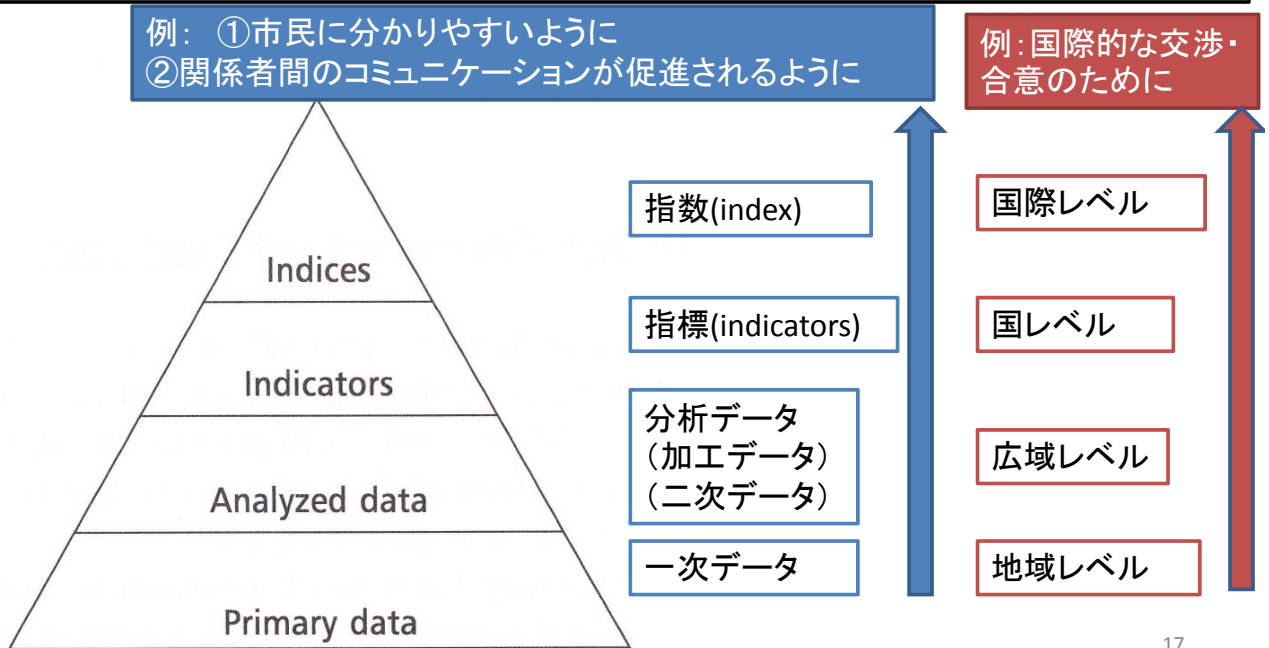 例： ①市民に分かりやすいように
②関係者間のコミュニケーションが促進されるように
例：国際的な交渉・
合意のために
Indices
Indicators
Analyzed data
Primary data
指数(index)
指標(indicators)
分析データ
（加工データ）
（二次データ）
一次データ
国際レベル
国レベル
広域レベル
地域レベル
17